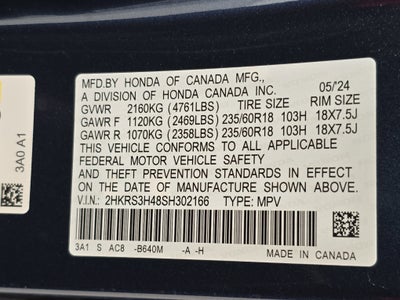 MFD.BY HONDA OF CANADA MFG.,
A DIVISION OF HONDA CANADA INC. 05/24
GVWR 2160KG (4761LBS) TIRE SIZE RIM SIZE
GAWR F 1120KG (2469LBS) 235/60R18 103H 18X7.5J
GAWR R 1070KG (2358LBS) 235/60R18 103H 18X7.5J
THIS VEHICLE CONFORMS TO ALL APPLICABLE
FEDERAL MOTOR VEHICLE SAFETY
AND THEFT PREVENTION STANDARDS IN EFFECT
ON THE DATE OF MANUFACTURE SHOWN ABOVE.
V.I.N.: 2HKRS3H48SH302166 TYPE: MPV
3A1 S AC8 -B640M -A -H MADE IN CANADA
3A0 A1